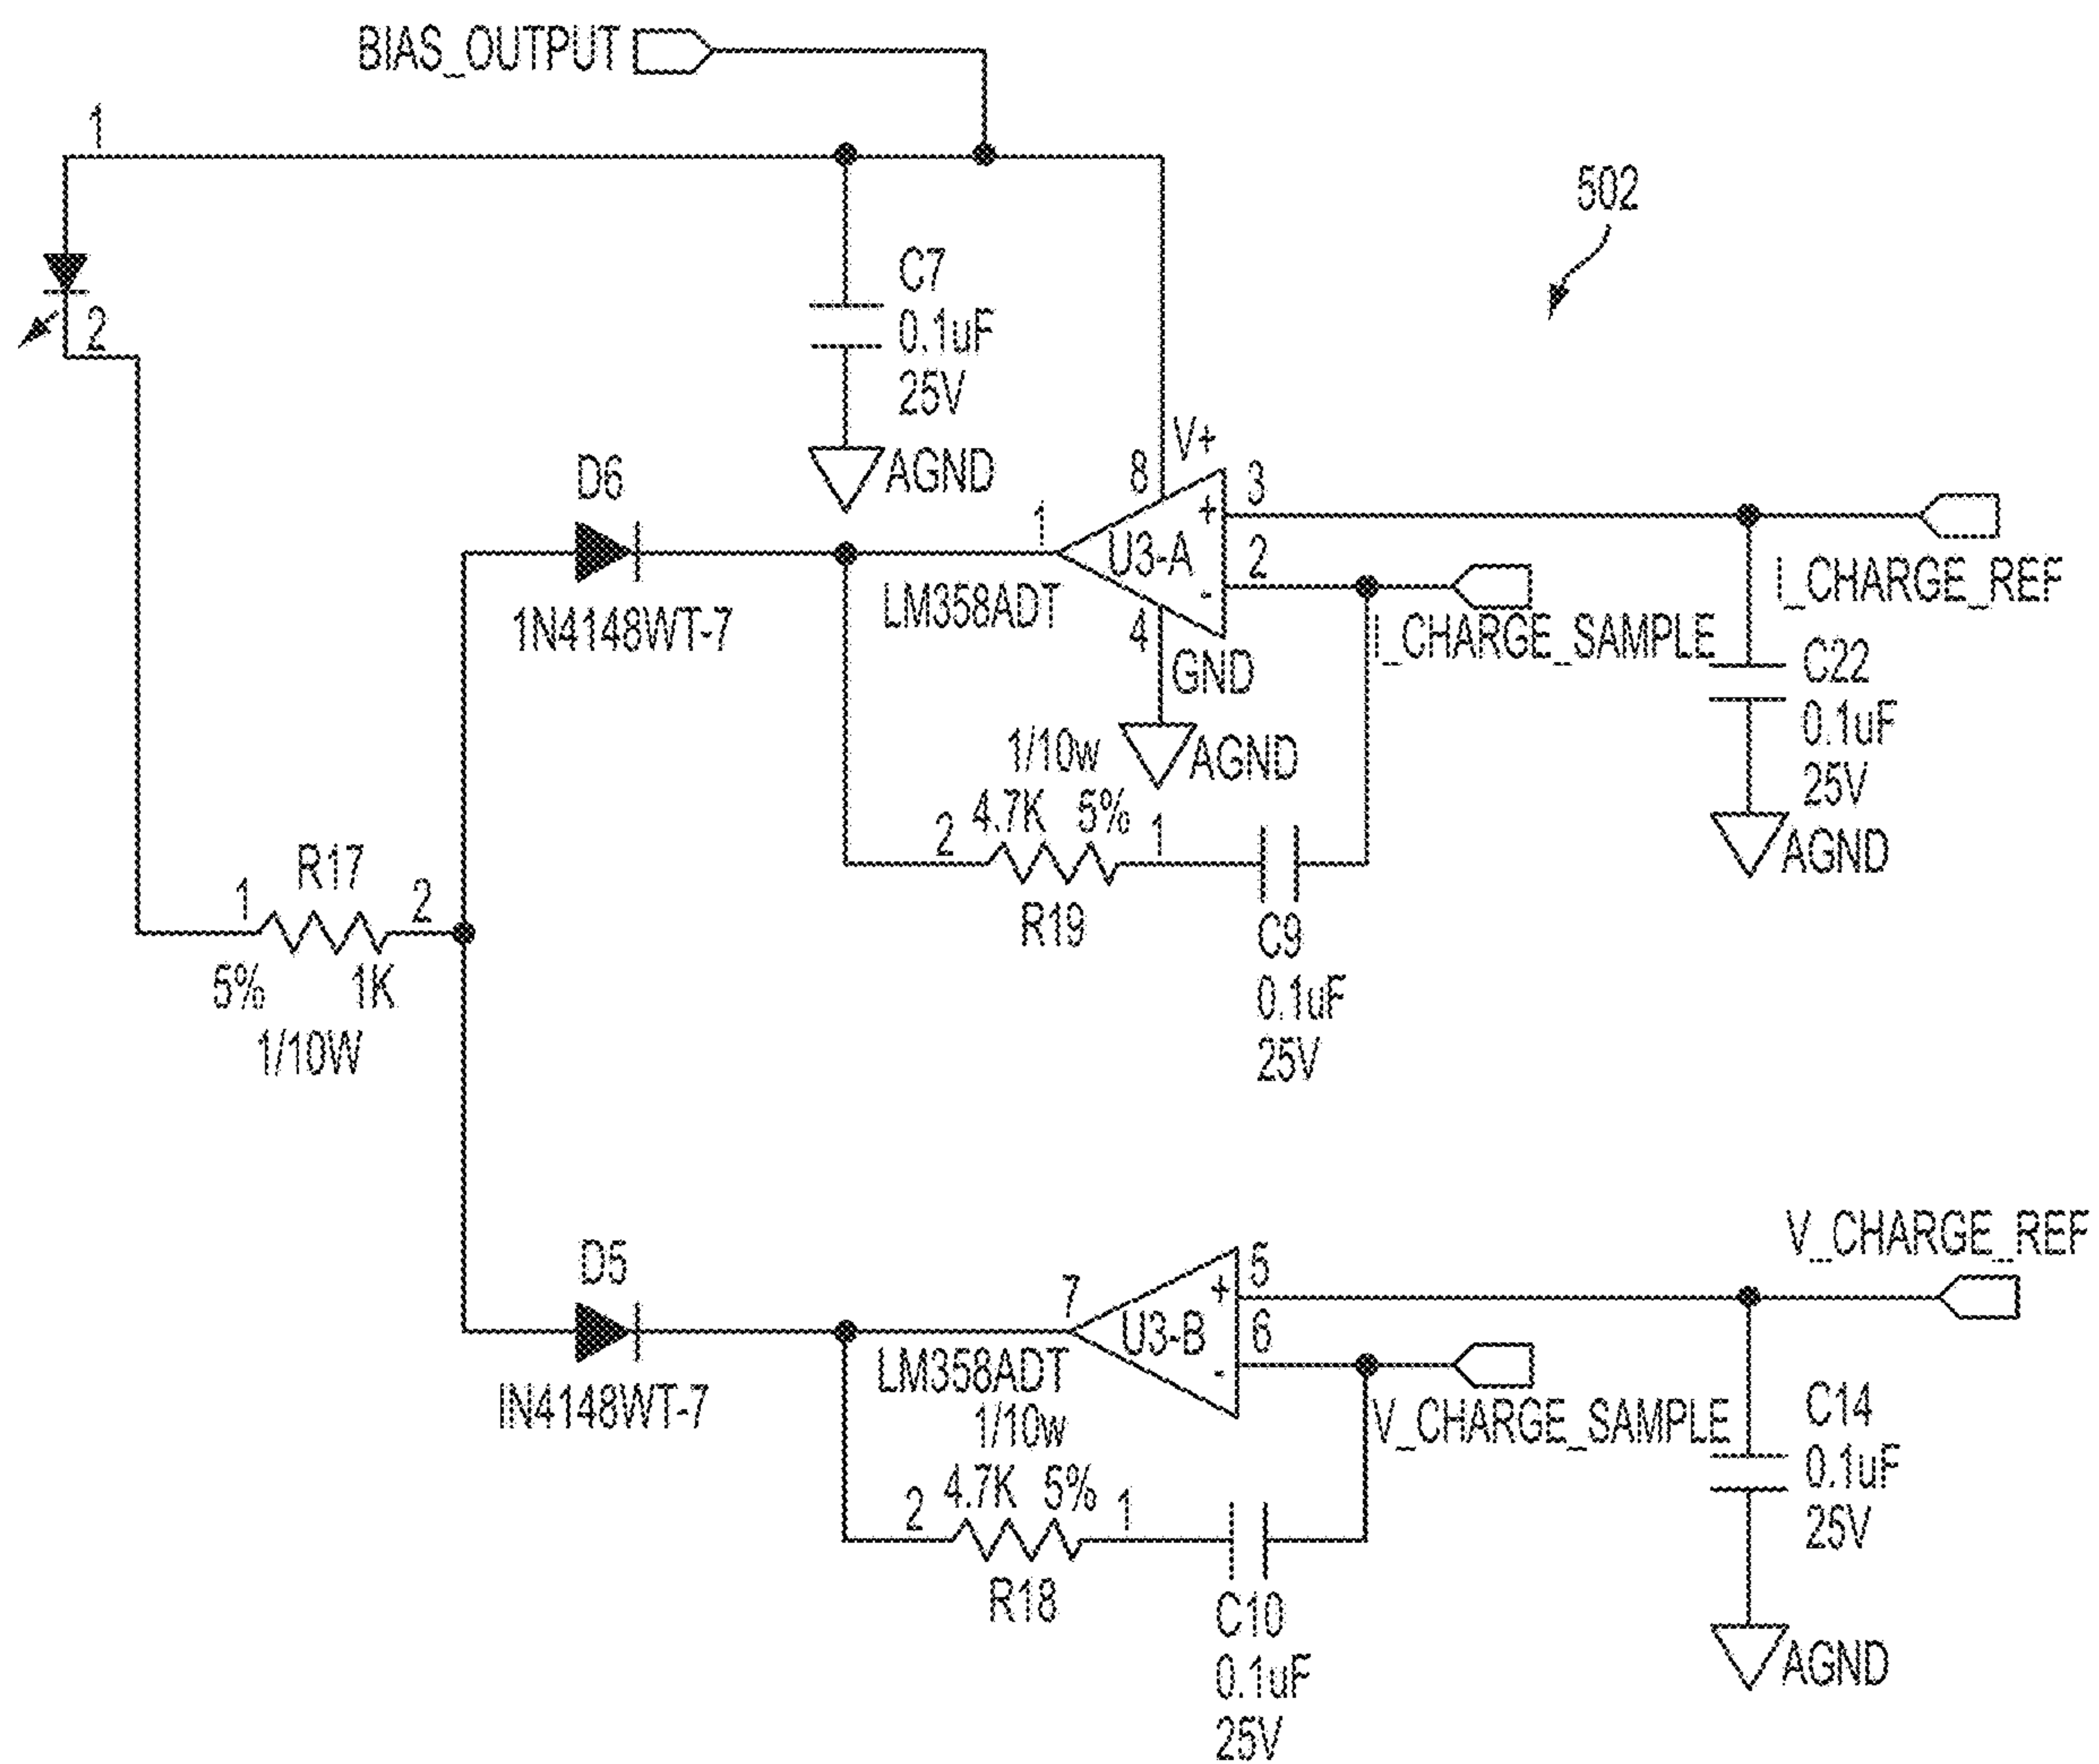 BIAS_OUTPUT
1
502
2
C7
0.1uF
25V
AGND
V+
8
D6
1
3
+
U3-A
2
-
1N4148WT-7
LM358ADT
4
GND
AGND
I_CHARGE_REF
I_CHARGE_SAMPLE
C22
0.1uF
25V
AGND
1/10w
2 4.7K 5% 1
R19
C9
0.1uF
25V
R17
1 2
5% 1K
1/10W
D5
7
5
+
U3-B
6
-
V_CHARGE_REF
IN4148WT-7
LM358ADT
V_CHARGE_SAMPLE
C14
0.1uF
25V
AGND
1/10w
2 4.7K 5% 1
R18
C10
0.1uF
25V